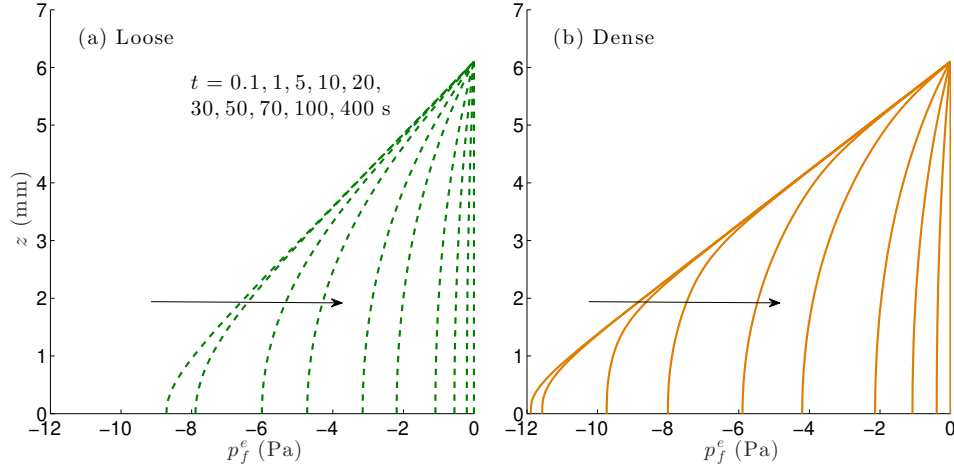 (a) Loose
t = 0.1, 1, 5, 10, 20,
30, 50, 70, 100, 400 s
7
6
5
4
3
2
1
0
z (mm)
−12 −10 −8 −6 −4 −2 0
p_f^e (Pa)
(b) Dense
7
6
5
4
3
2
1
0
−12 −10 −8 −6 −4 −2 0
p_f^e (Pa)